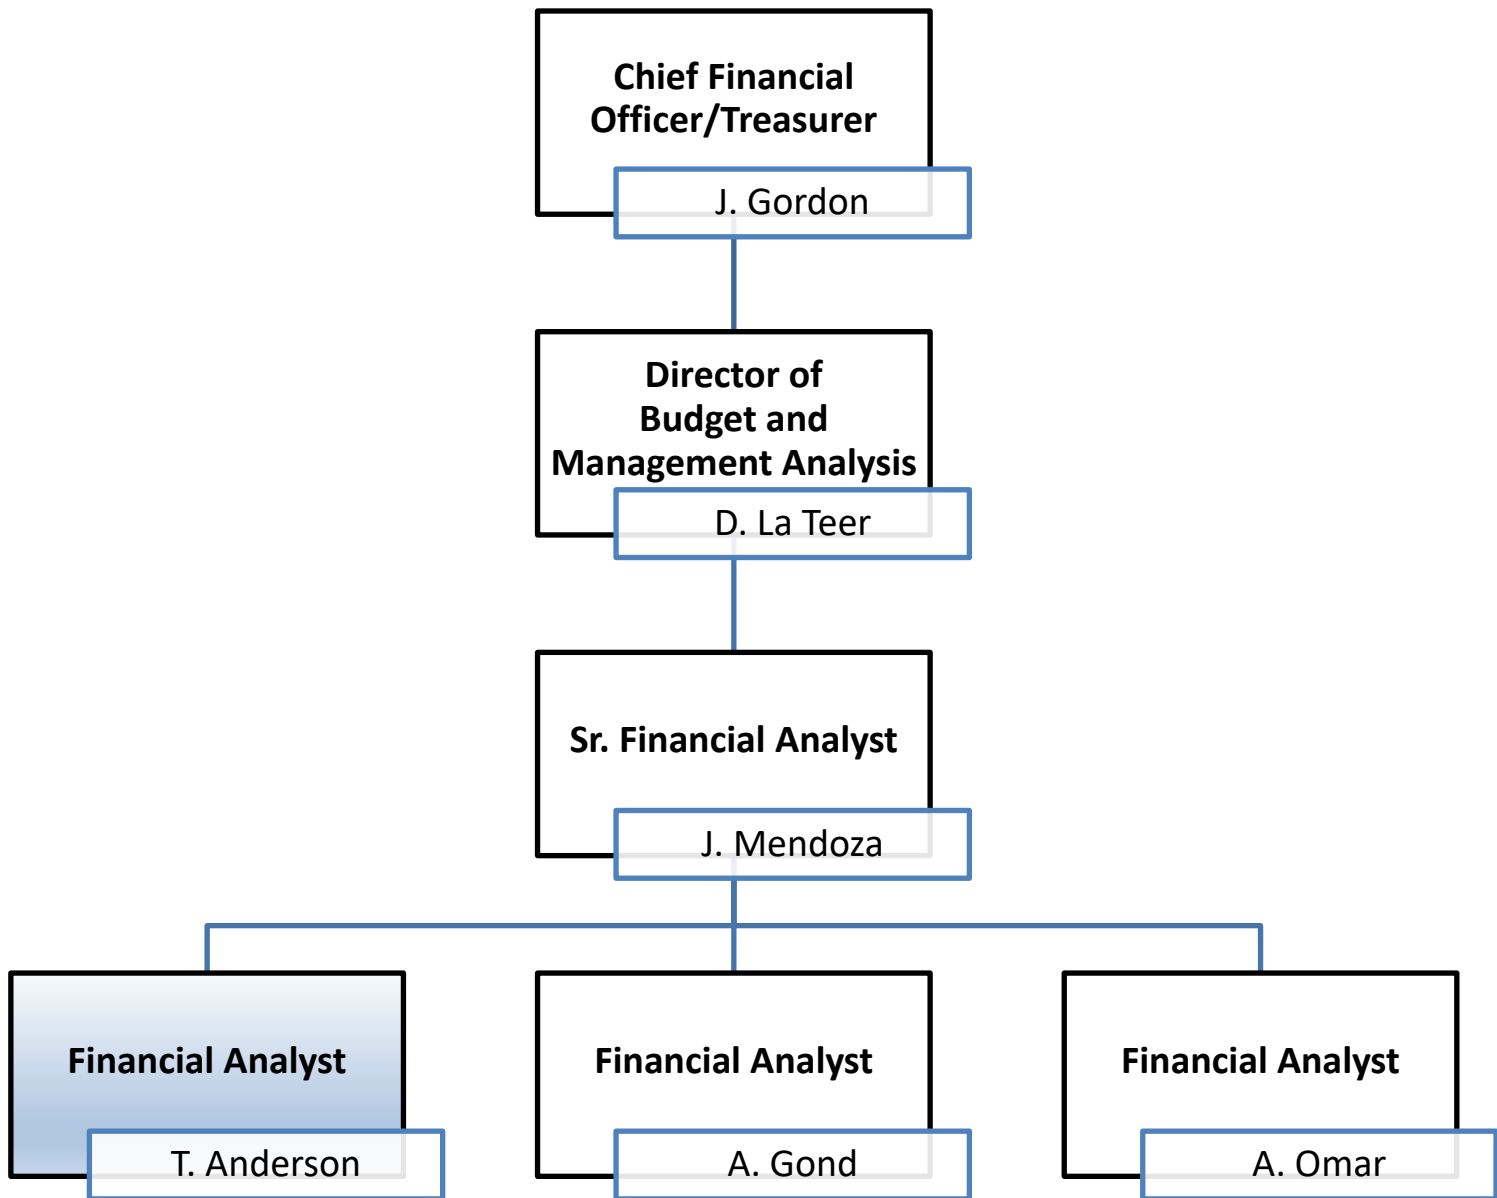 Chief Financial
Officer/Treasurer
J. Gordon
Director of
Budget and
Management Analysis
D. La Teer
Sr. Financial Analyst
J. Mendoza
Financial Analyst
T. Anderson
Financial Analyst
A. Gond
Financial Analyst
A. Omar